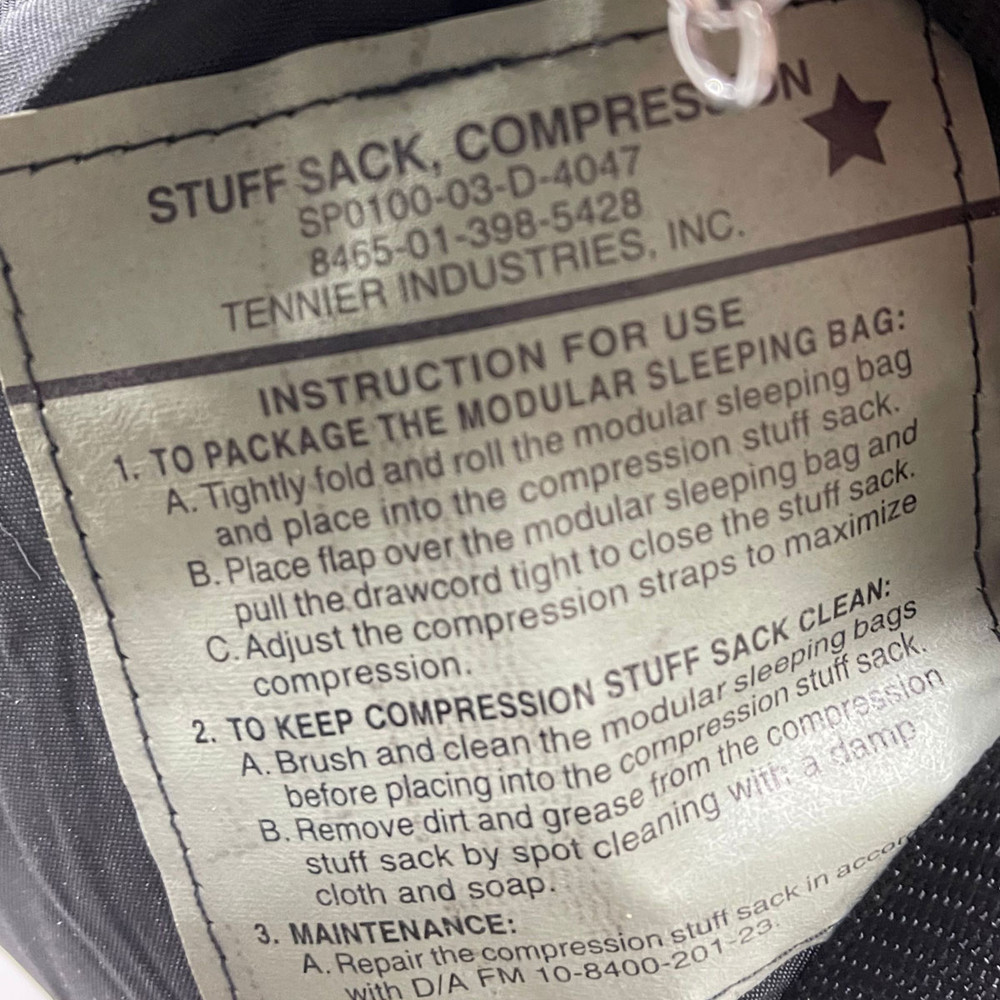 STUFF SACK, COMPRESSION
SP0100-03-D-4047
8465-01-398-5428
TENNIER INDUSTRIES, INC.
INSTRUCTION FOR USE
1. TO PACKAGE THE MODULAR SLEEPING BAG:
A. Tightly fold and roll the modular sleeping bag
and place into the compression stuff sack.
B. Place flap over the modular sleeping bag and
pull the drawcord tight to close the stuff sack.
C. Adjust the compression straps to maximize
compression.
2. TO KEEP COMPRESSION STUFF SACK CLEAN:
A. Brush and clean the modular sleeping bags
before placing into the compression stuff sack.
B. Remove dirt and grease from the compression
stuff sack by spot cleaning with a damp
cloth and soap.
3. MAINTENANCE:
A. Repair the compression stuff sack in
with D/A FM 10-8400-201-23.